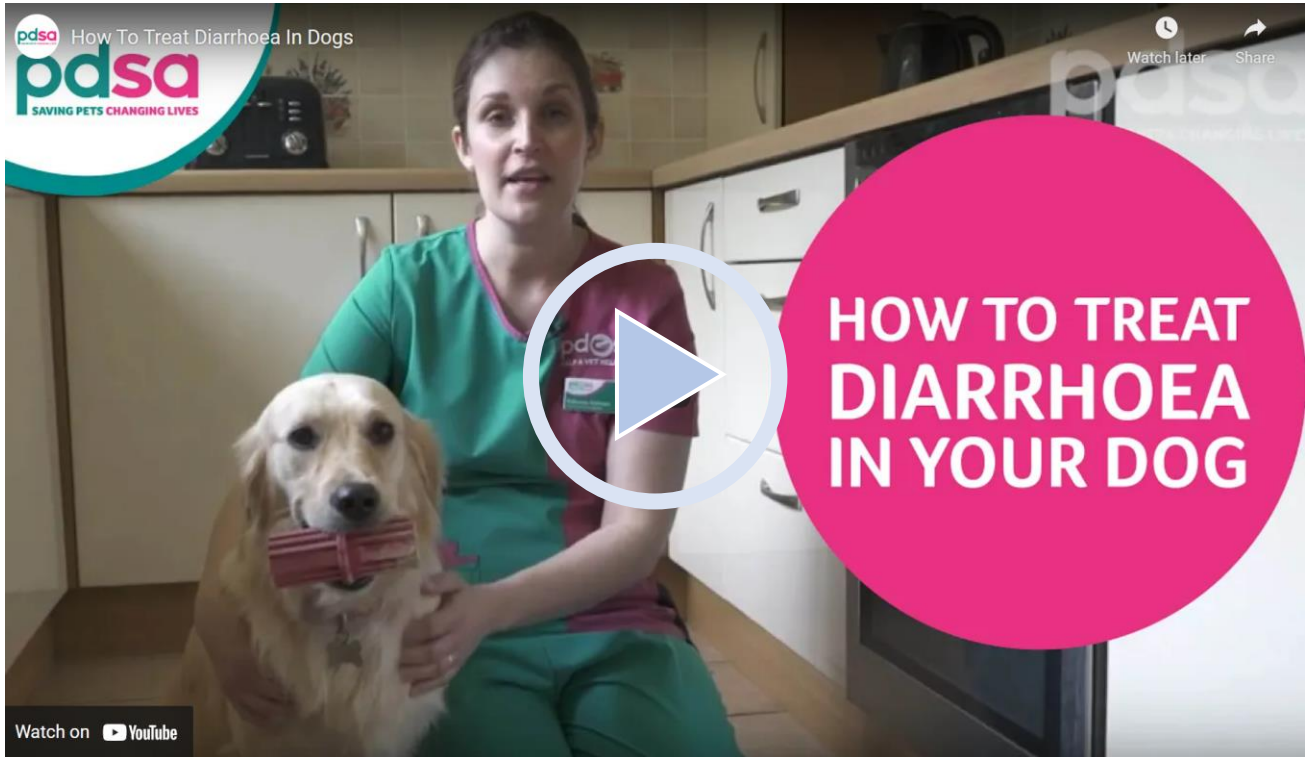 pdsa
How To Treat Diarrhoea In Dogs
pdsa
SAVING PETS CHANGING LIVES
Watch later
Share
pdsa
HOW TO TREAT
DIARRHOEA
IN YOUR DOG
Watch on YouTube